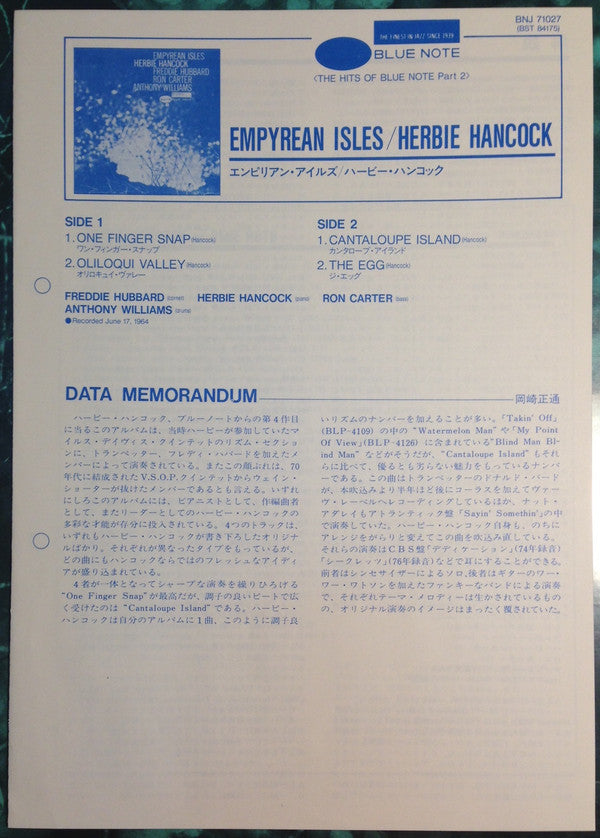 BNJ 71027
(BST 84175)
THE FINEST IN JAZZ SINCE 1939
BLUE NOTE
〈THE HITS OF BLUE NOTE Part 2〉
EMPYREAN ISLES
HERBIE HANCOCK
FREDDIE HUBBARD
RON CARTER
ANTHONY WILLIAMS
EMPYREAN ISLES/HERBIE HANCOCK
エンピリアン・アイルズ/ハービー・ハンコック
SIDE 1
1. ONE FINGER SNAP (Hancock)
ワン・フィンガー・スナップ
2. OLILOQUI VALLEY (Hancock)
オリロキュイ・ヴァレー
SIDE 2
1. CANTALOUPE ISLAND (Hancock)
カンタロープ・アイランド
2. THE EGG (Hancock)
ジ・エッグ
FREDDIE HUBBARD (cornet) HERBIE HANCOCK (piano) RON CARTER (bass)
ANTHONY WILLIAMS (drums)
●Recorded June 17, 1964
DATA MEMORANDUM
岡崎正通
ハービー・ハンコック、ブルーノートからの第4作目
に当るこのアルバムは、当時ハービーが参加していたマ
イルス・デイヴィス・クインテットのリズム・セクショ
ンに、トランペッター、フレディ・ハバードを加えたメ
ンバーによって演奏されている。またこの顔ぶれは、70
年代に結成されたV.S.O.P.クインテットからウェイン・
ショーターが抜けたメンバーであるとも言える。いずれ
にしろこのアルバムには、ピアニストとして、作編曲者
として、またリーダーとしてのハービー・ハンコックの
多彩な才能が存分に投入されている。4つのトラックは、
いずれもハービー・ハンコックが書き下ろしたオリジナ
ルばかり。それぞれが異なったタイプをもっているが、
どの曲にもハンコックならではのフレッシュなアイディ
アが盛り込まれている。
4者が一体となってシャープな演奏を繰りひろげる
“One Finger Snap”が最高だが、調子の良いビートで広
く受けたのは “Cantaloupe Island” である。ハービー・
ハンコックは自分のアルバムに1曲、このように調子良
いリズムのナンバーを加えることが多い。「Takin' Off」
(BLP-4109) の中の “Watermelon Man” や「My Point
Of View」(BLP-4126) に含まれている“Blind Man Bl-
ind Man” などがそうだが、“Cantaloupe Island” もそれ
らに比べて、優るとも劣らない魅力をもっているナンバ
ーである。この曲はトランペッターのドナルド・バード
が、本吹込みより半年ほど後にコーラスを加えてヴァー
ヴ・レーベルへレコーディングしているほか、ナット・
アダレイもアトランティック盤「Sayin' Somethin'」の中
で演奏していた。ハービー・ハンコック自身も、のちに
アレンジをがらりと変えてこの曲を吹込み直している。
それらの演奏はCBS盤「デディケーション」('74年録音)
「シークレッツ」('76年録音)などで耳にすることができる。
前者はシンセサイザーによるソロ、後者はギターのワー・
ワー・ワトソンを加えたファンキーなバンドによる演奏
で、それぞれテーマ・メロディーは生かされているもの
の、オリジナル演奏のイメージはまったく覆されていた。